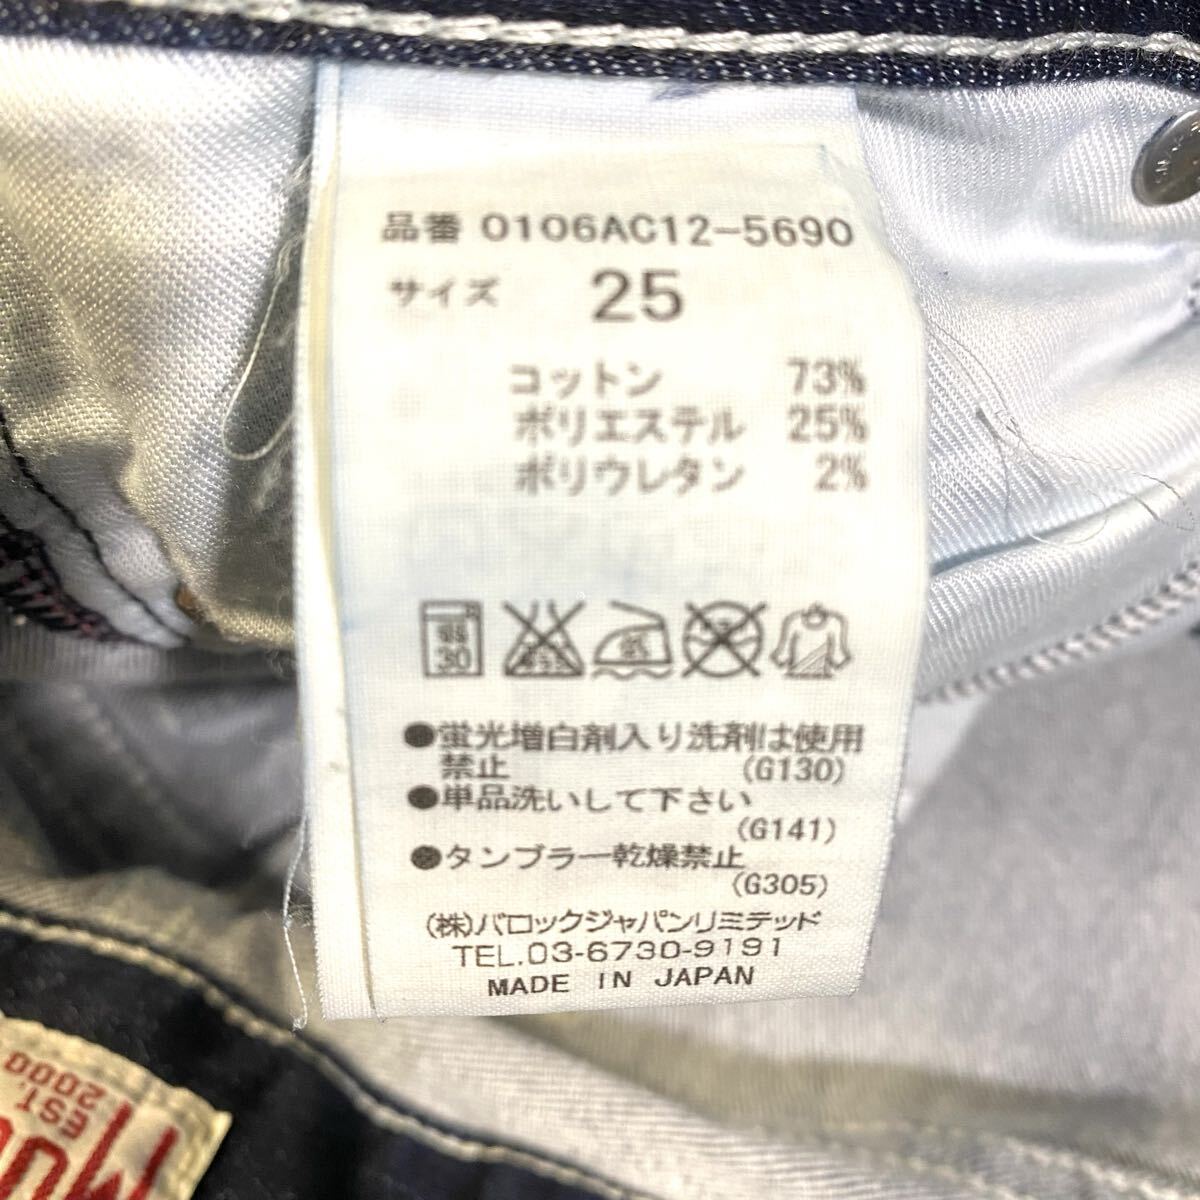 品番 0106AC12-5690
サイズ 25
コットン 73%
ポリエステル 25%
ポリウレタン 2%
30
●蛍光増白剤入り洗剤は使用
禁止 (G130)
●単品洗いして下さい
(G141)
●タンブラー乾燥禁止
(G305)
(株)バロックジャパンリミテッド
TEL.03-6730-9191
MADE IN JAPAN
EST.
2000